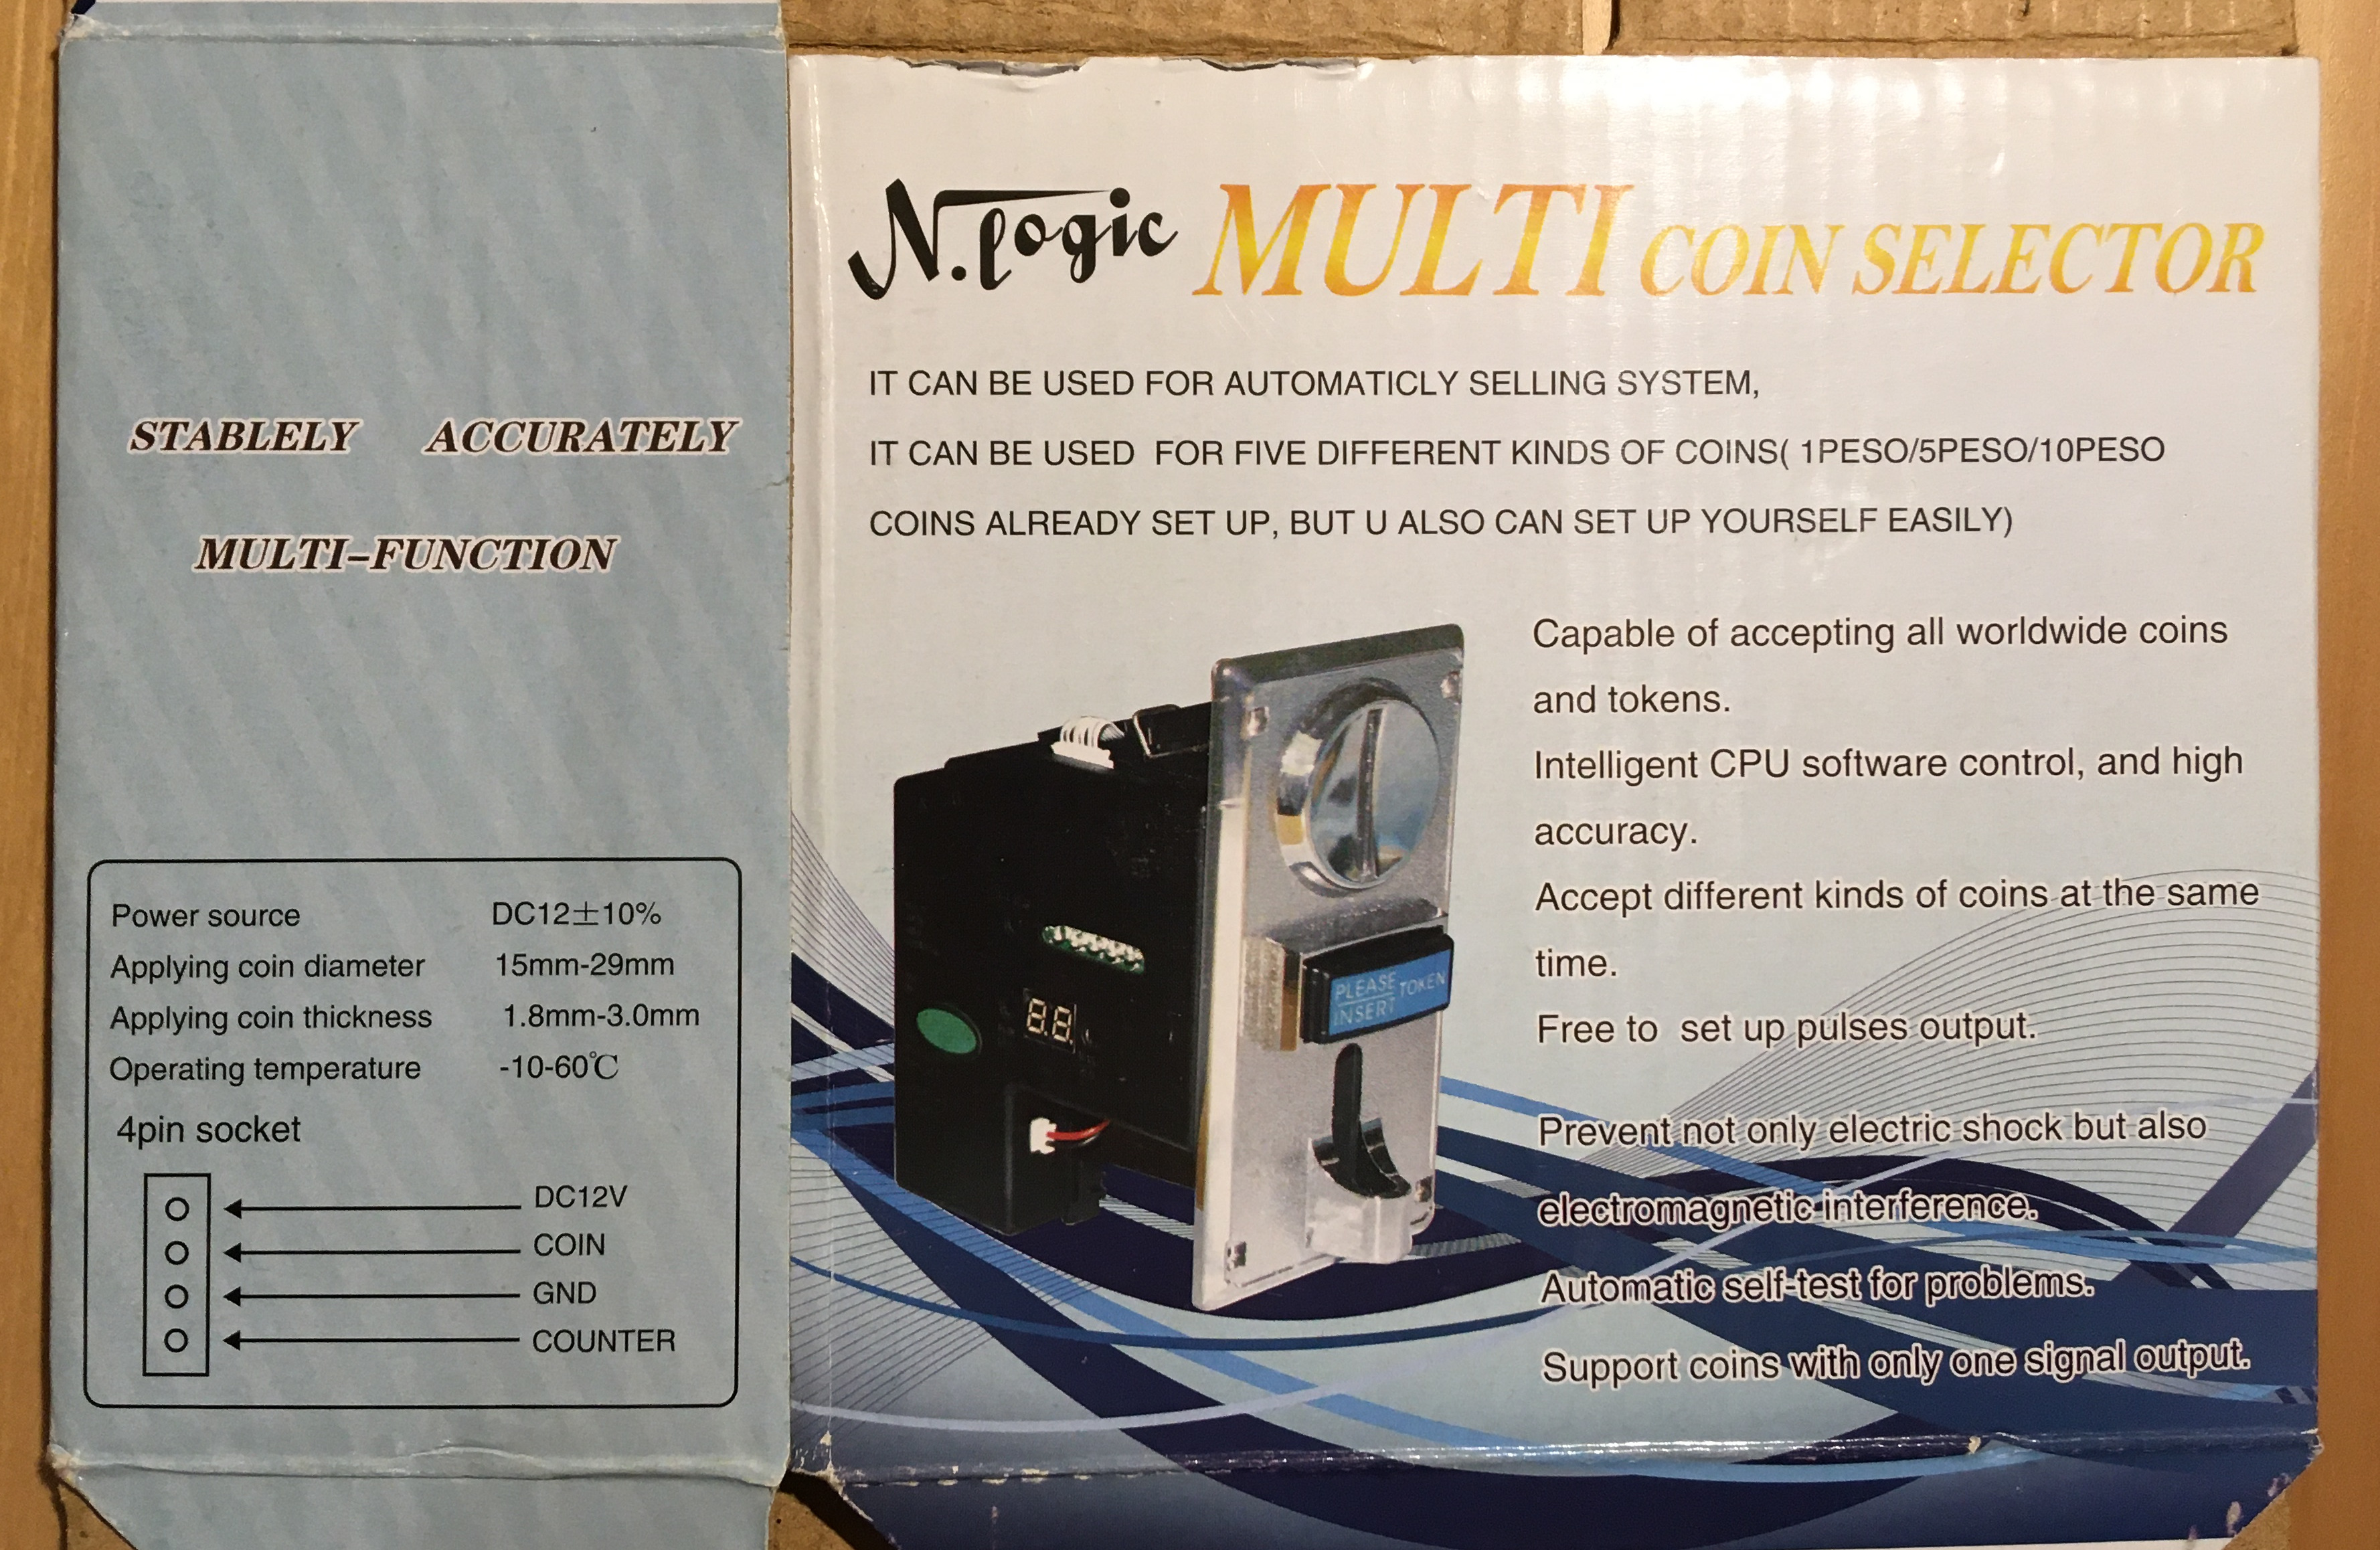 STABLELY ACCURATELY
MULTI-FUNCTION
Power source DC12±10%
Applying coin diameter 15mm-29mm
Applying coin thickness 1.8mm-3.0mm
Operating temperature -10-60℃
4pin socket
DC12V
COIN
GND
COUNTER
N.logic MULTI COIN SELECTOR
IT CAN BE USED FOR AUTOMATICLY SELLING SYSTEM,
IT CAN BE USED FOR FIVE DIFFERENT KINDS OF COINS( 1PESO/5PESO/10PESO
COINS ALREADY SET UP, BUT U ALSO CAN SET UP YOURSELF EASILY)
Capable of accepting all worldwide coins
and tokens.
Intelligent CPU software control, and high
accuracy.
Accept different kinds of coins at the same
time.
Free to set up pulses output.
Prevent not only electric shock but also
electromagnetic interference.
Automatic self-test for problems.
Support coins with only one signal output.
PLEASE TOKEN
INSERT
8.8.